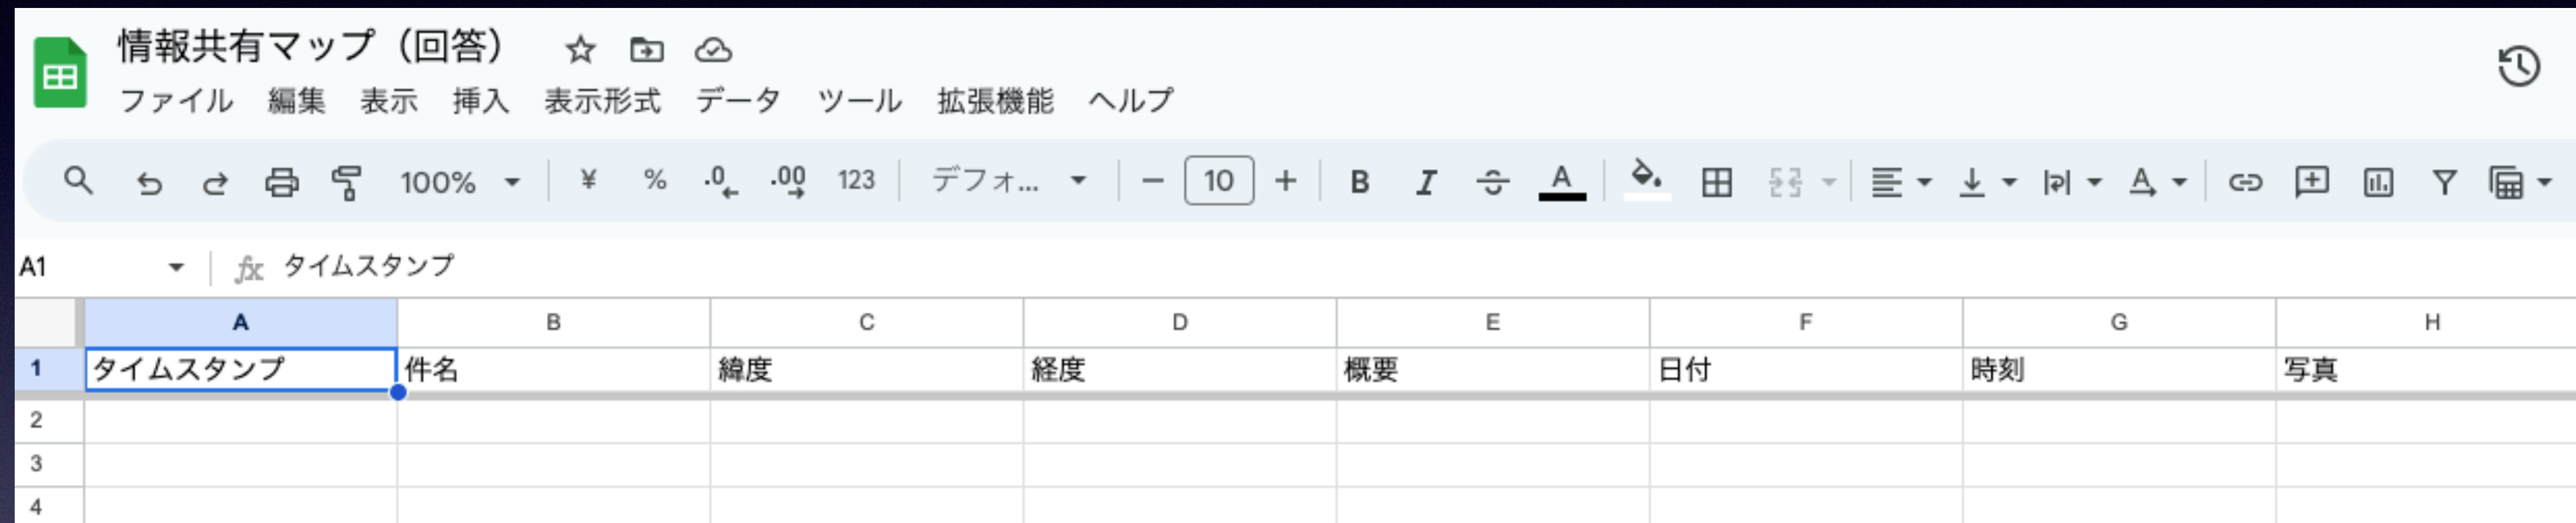 情報共有マップ（回答）
ファイル 編集 表示 挿入 表示形式 データ ツール 拡張機能 ヘルプ
100% ¥ % .0 .00 123 デフォ... − 10 + B I A
A1 fx タイムスタンプ
A B C D E F G H
1 タイムスタンプ 件名 緯度 経度 概要 日付 時刻 写真
2
3
4